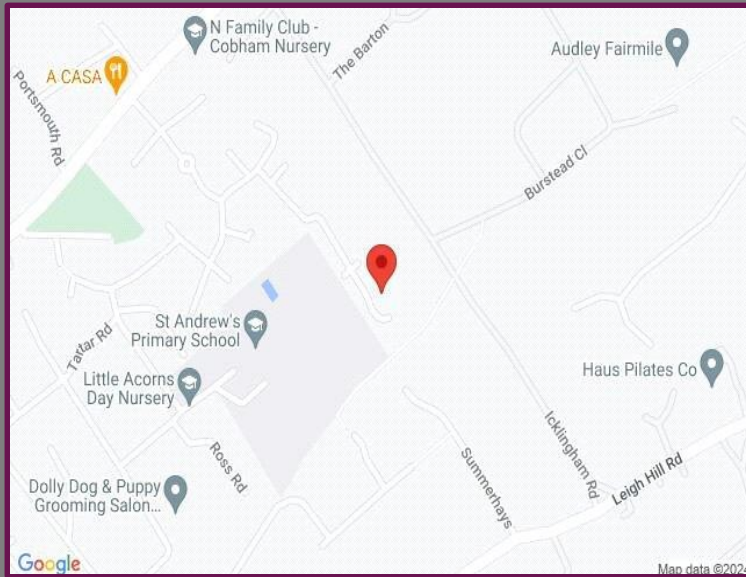 N Family Club -
Cobham Nursery
The Barton
Audley Fairmile
A CASA
Portsmouth Rd
Burstead Cl
St Andrew's
Primary School
Tartar Rd
Haus Pilates Co
Little Acorns
Day Nursery
Icklingham Rd
Ross Rd
Summerhays
Leigh Hill Rd
Dolly Dog & Puppy
Grooming Salon...
Google
Map data ©2024